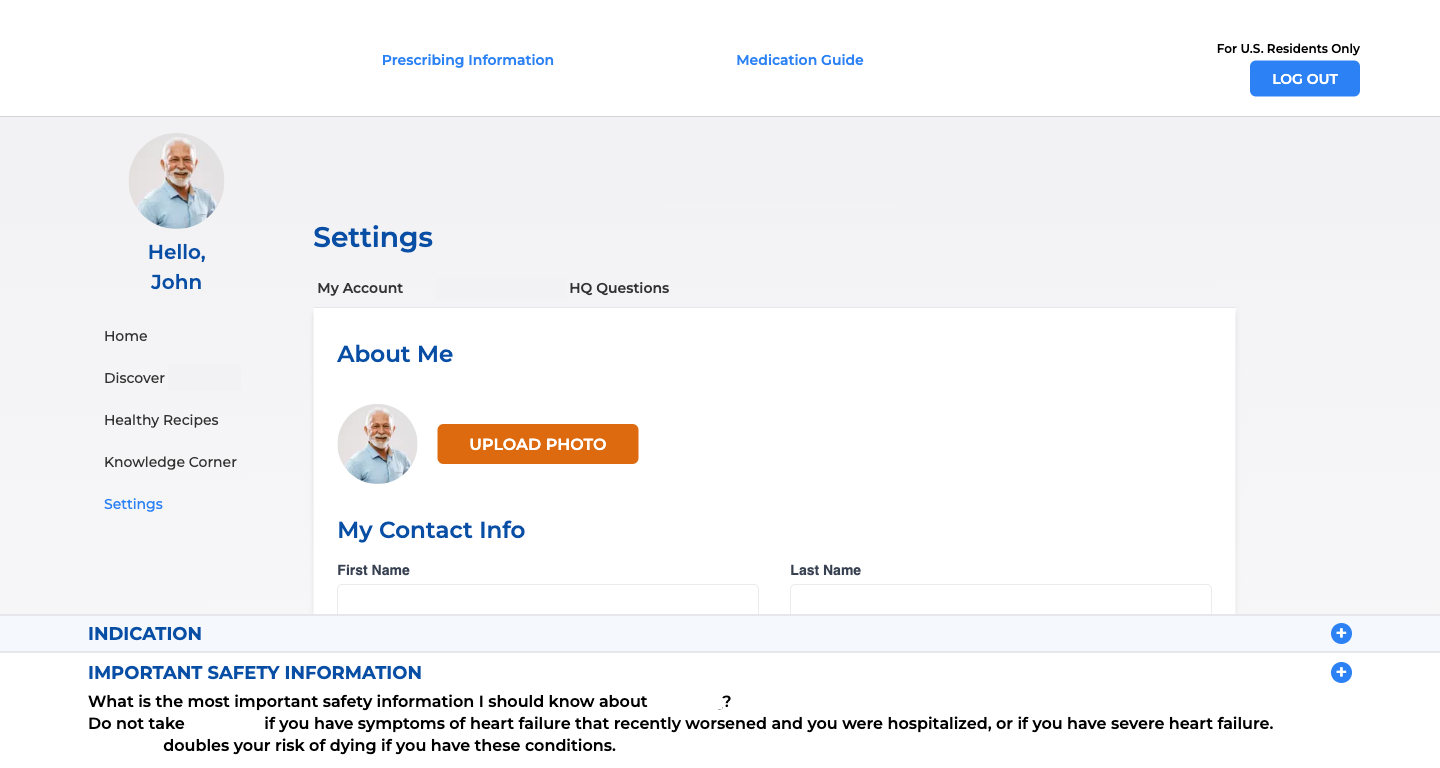 Prescribing Information
Medication Guide
For U.S. Residents Only
LOG OUT
Hello,
John
Home
Discover
Healthy Recipes
Knowledge Corner
Settings
Settings
My Account
HQ Questions
About Me
UPLOAD PHOTO
My Contact Info
First Name
Last Name
INDICATION
IMPORTANT SAFETY INFORMATION
What is the most important safety information I should know about ?
Do not take if you have symptoms of heart failure that recently worsened and you were hospitalized, or if you have severe heart failure.
doubles your risk of dying if you have these conditions.